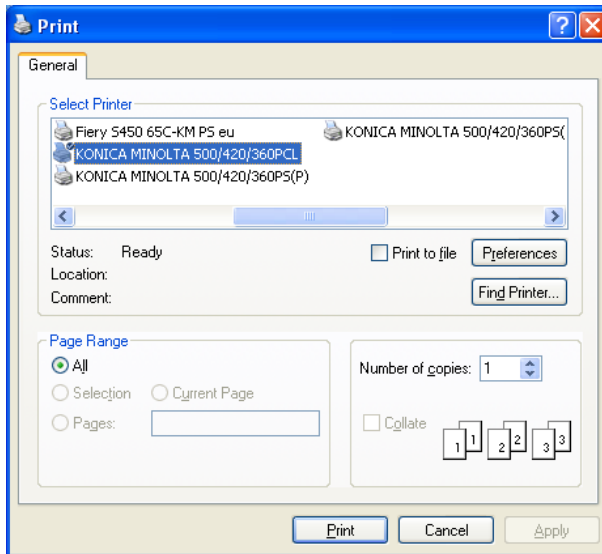 Print
General
Select Printer
Fiery S450 65C-KM PS eu
KONICA MINOLTA 500/420/360PS(
KONICA MINOLTA 500/420/360PCL
KONICA MINOLTA 500/420/360PS(P)
Status: Ready
Print to file
Preferences
Location:
Comment:
Find Printer...
Page Range
All
Selection
Current Page
Pages:
Number of copies: 1
Collate
1 1 2 2 3 3
Print
Cancel
Apply